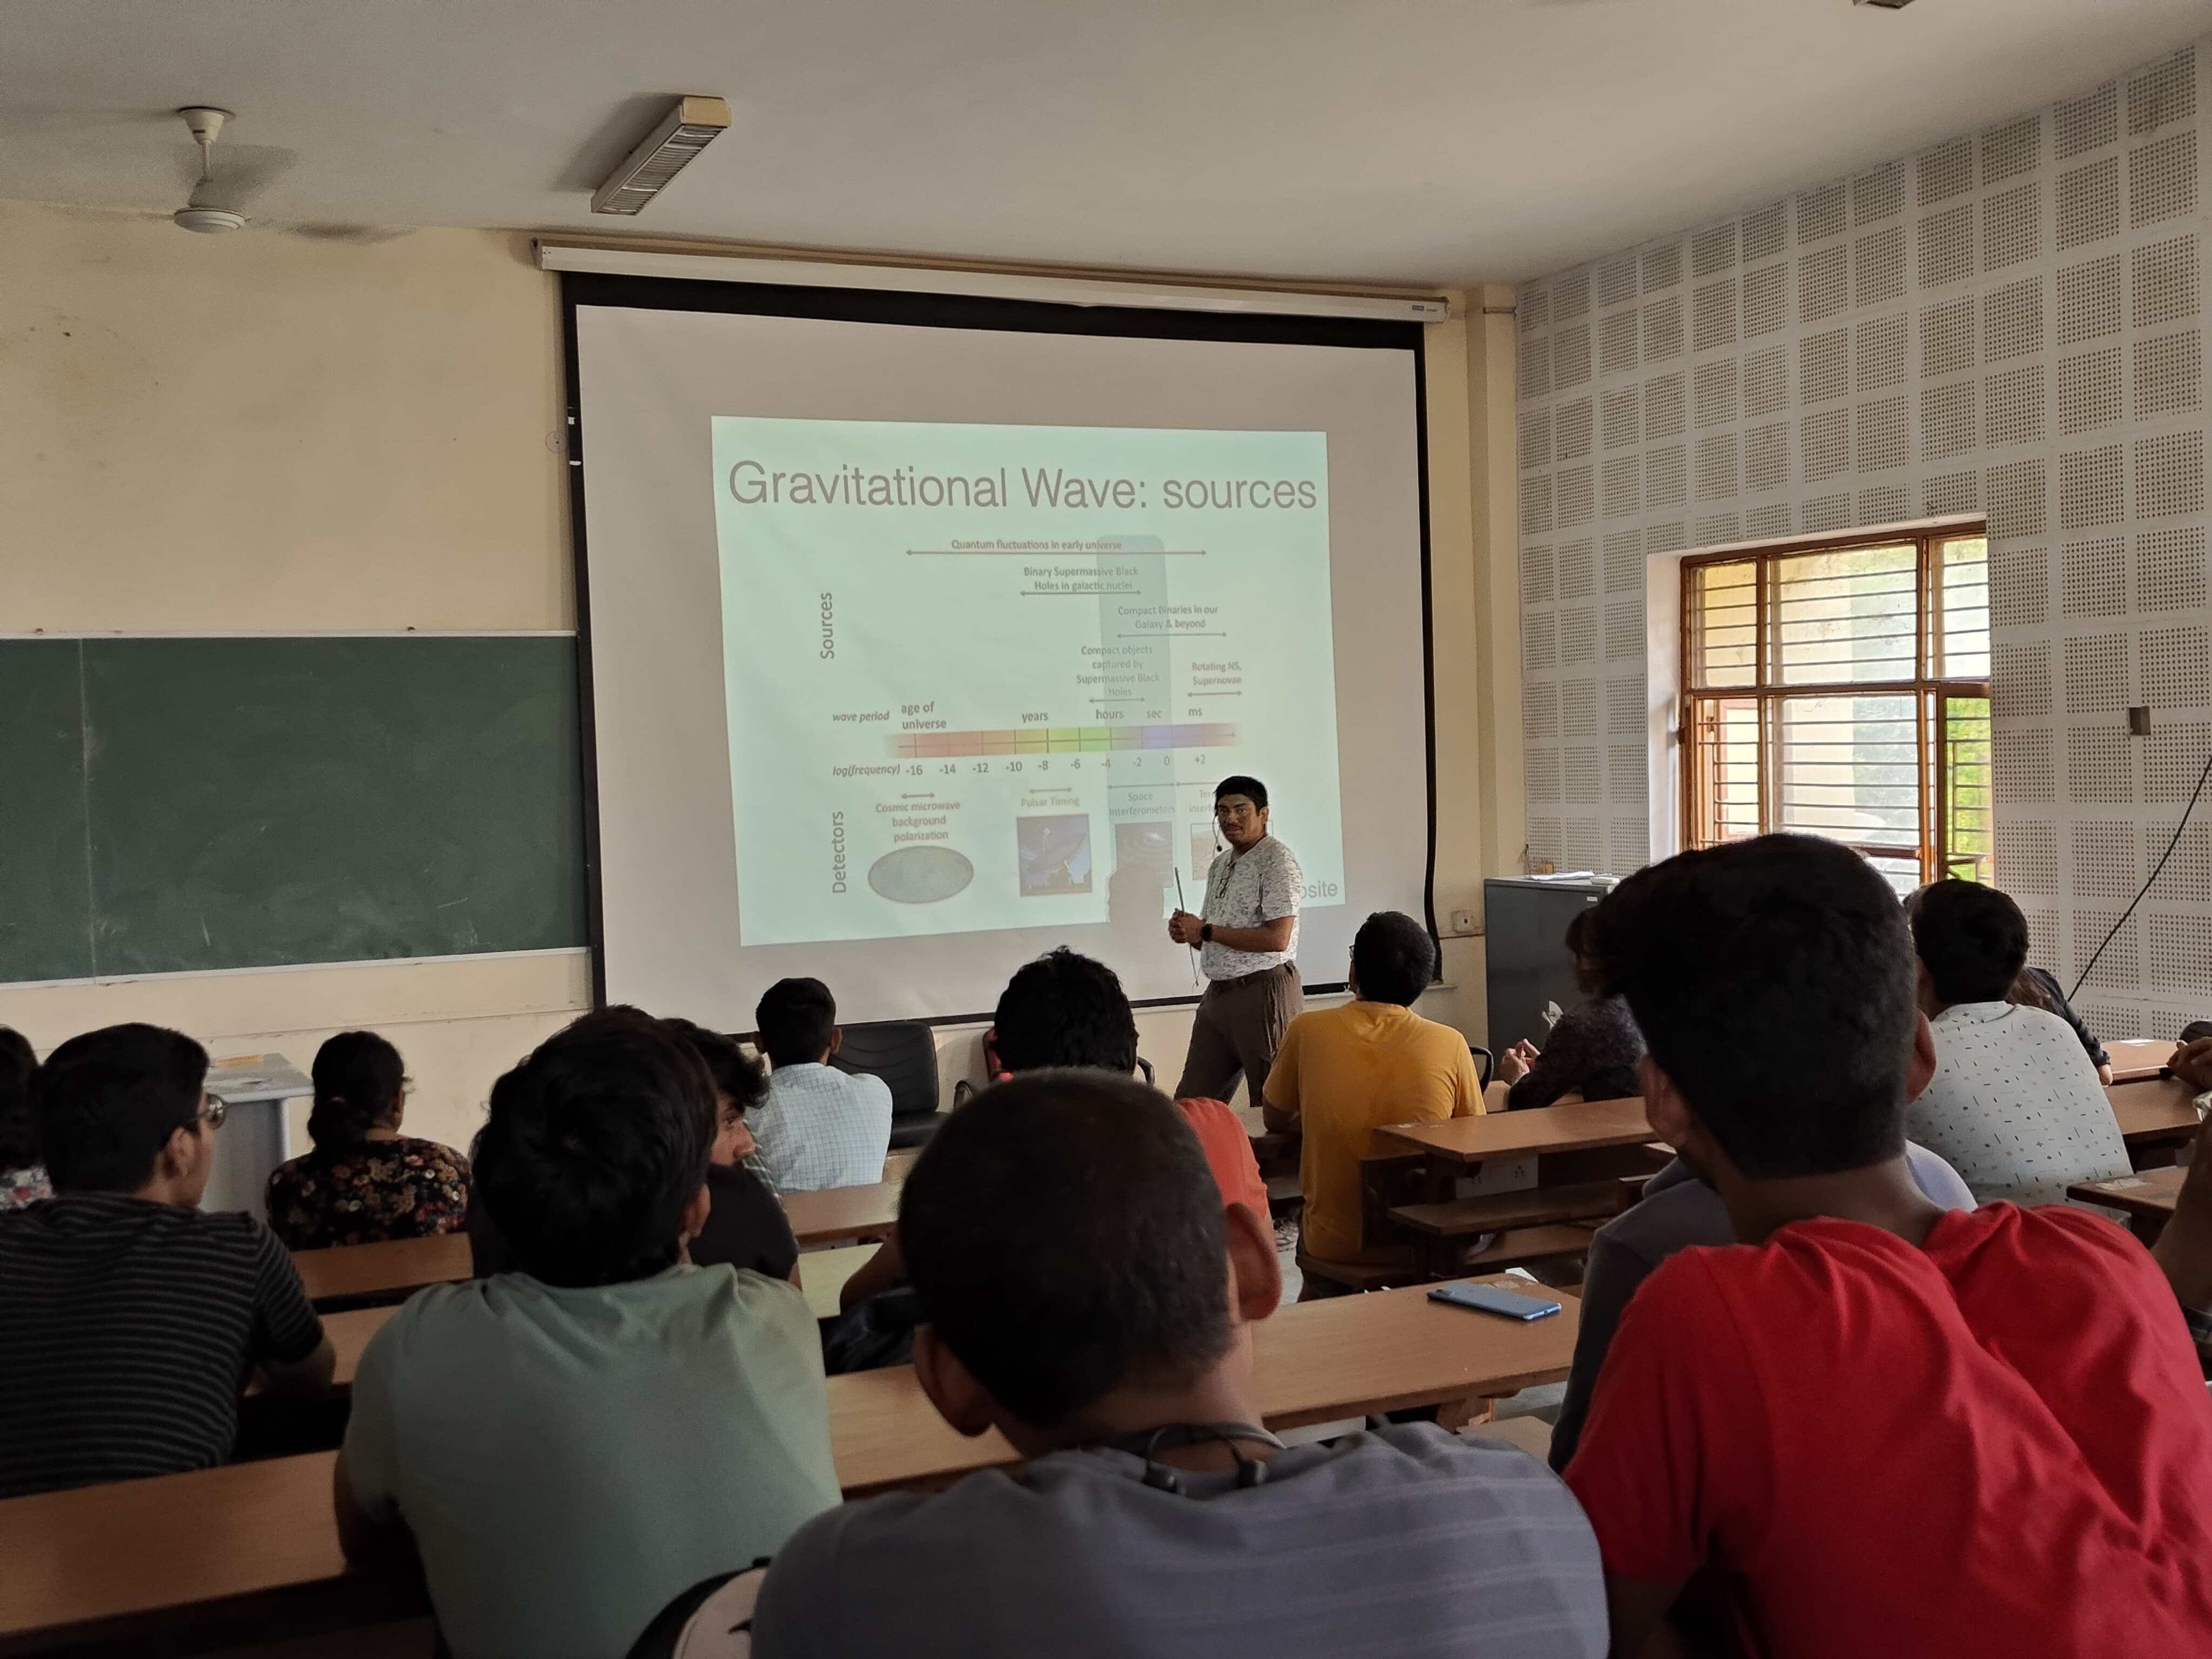 Gravitational Wave: sources
Quantum fluctuations in early universe
Binary Supermassive Black
Holes in galactic nuclei
Compact Binaries in our
Galaxy & beyond
Sources
Compact objects
captured by
Supermassive Black
Holes
Rotating NS,
Supernovae
wave period
age of
universe
years
hours
sec
ms
log(frequency)
-16 -14 -12 -10 -8 -6 -4 -2 0 +2
Detectors
Cosmic microwave
background
polarization
Pulsar Timing
Space
Interferometers